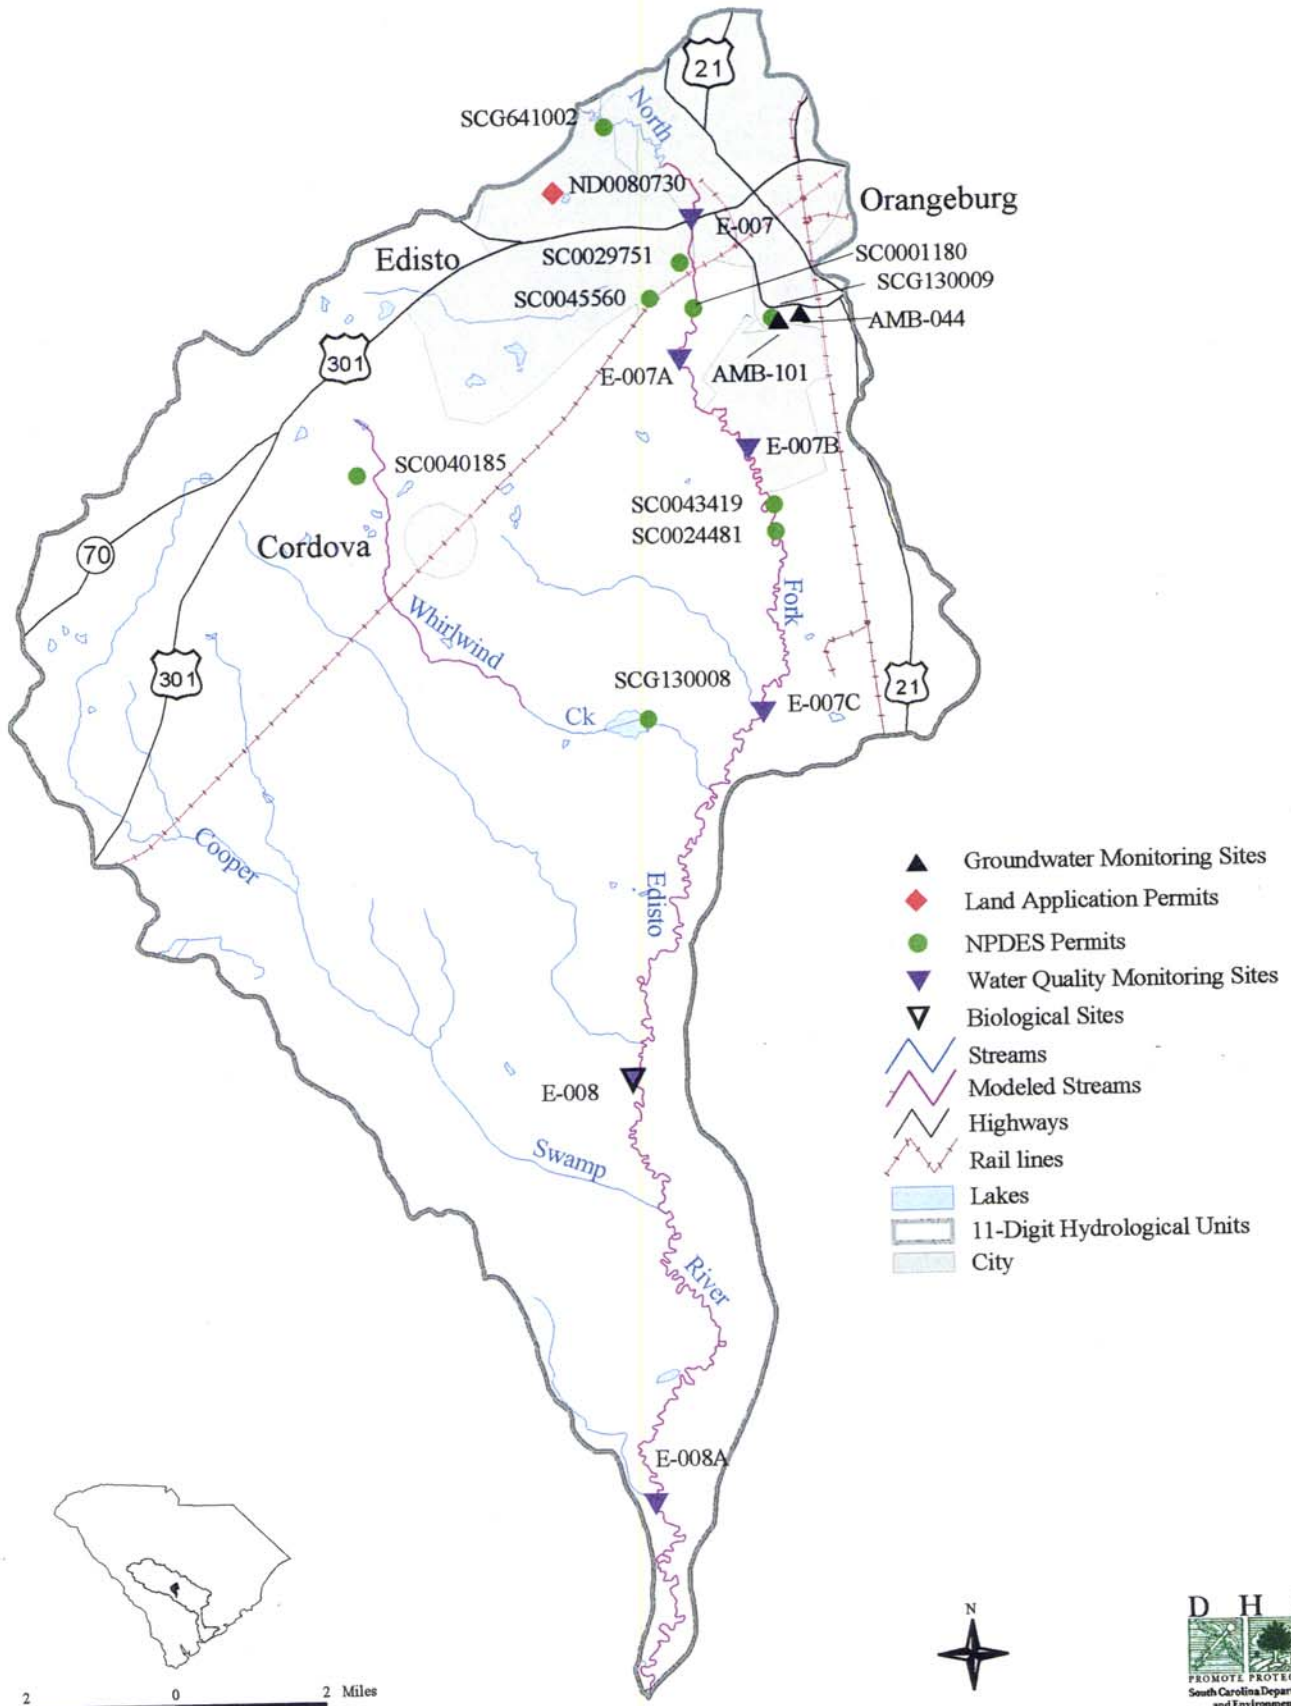 21
SCG641002
North
ND0080730
Orangeburg
E-007
Edisto
SC0029751
SC0001180
SCG130009
SC0045560
AMB-044
301
E-007A
AMB-101
E-007B
SC0040185
SC0043419
SC0024481
Cordova
70
Fork
Whirlwind
301
SCG130008
21
E-007C
Ck
Cooper
Edisto
Groundwater Monitoring Sites
Land Application Permits
NPDES Permits
Water Quality Monitoring Sites
Biological Sites
Streams
Modeled Streams
Highways
Rail lines
Lakes
11-Digit Hydrological Units
City
E-008
Swamp
River
E-008A
N
D H
PROMOTE PROTEC
South Carolina Depar
and Environmen
2 0 2 Miles